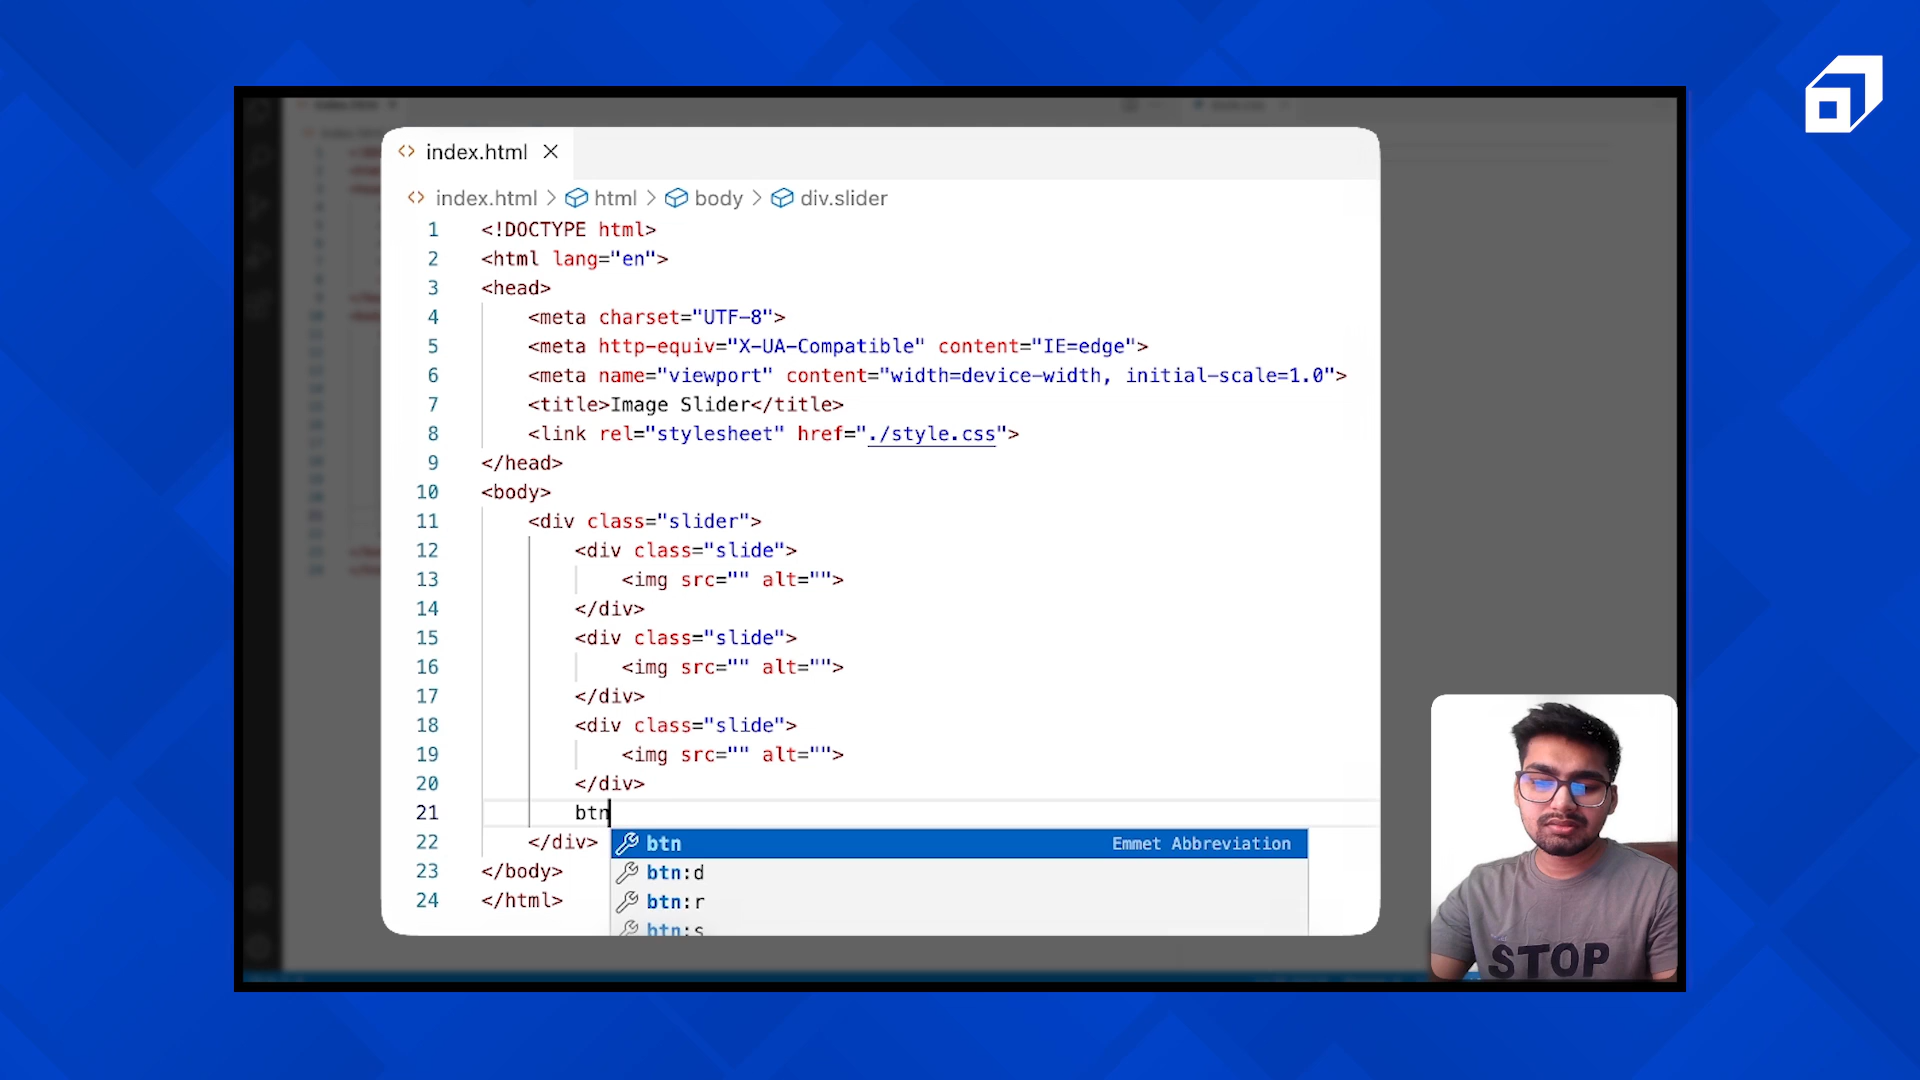 index.html
index.html > html > body > div.slider
1 <!DOCTYPE html>
2 <html lang="en">
3 <head>
4 <meta charset="UTF-8">
5 <meta http-equiv="X-UA-Compatible" content="IE=edge">
6 <meta name="viewport" content="width=device-width, initial-scale=1.0">
7 <title>Image Slider</title>
8 <link rel="stylesheet" href="./style.css">
9 </head>
10 <body>
11 <div class="slider">
12 <div class="slide">
13 <img src="" alt="">
14 </div>
15 <div class="slide">
16 <img src="" alt="">
17 </div>
18 <div class="slide">
19 <img src="" alt="">
20 </div>
21 btn
22 </div>
btn Emmet Abbreviation
23 </body>
btn:d
24 </html>
btn:r
btn:s
STOP